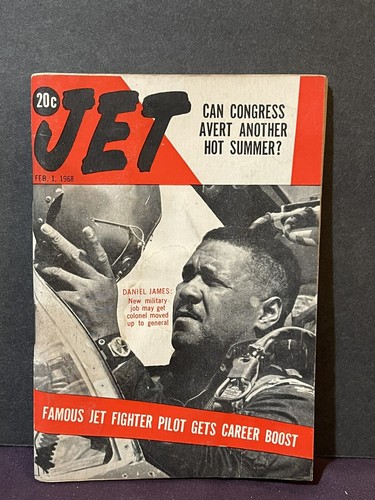 20c
JET
FEB. 1, 1968
CAN CONGRESS
AVERT ANOTHER
HOT SUMMER?
DANIEL JAMES:
New military
job may get
colonel moved
up to general
FAMOUS JET FIGHTER PILOT GETS CAREER BOOST